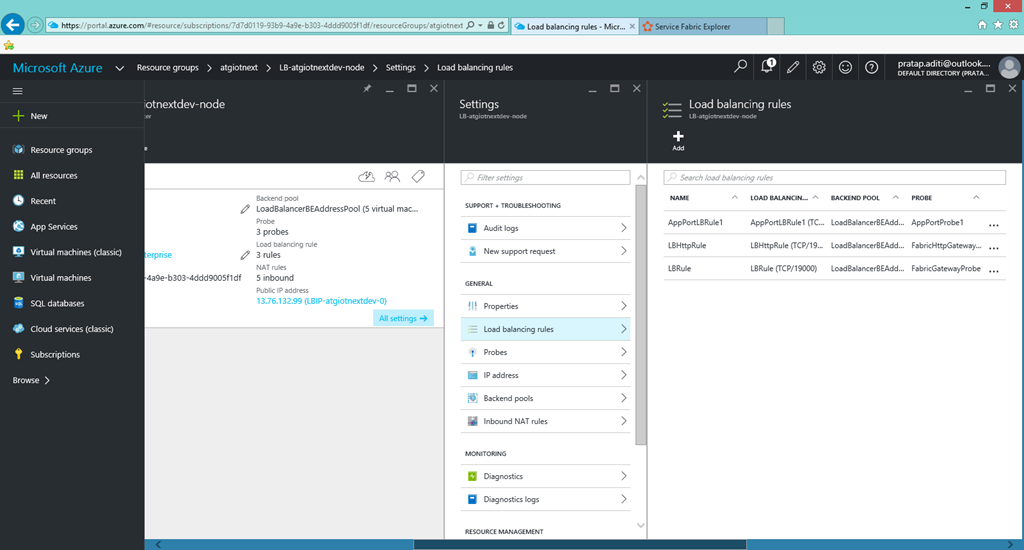 https://portal.azure.com/#resource/subscriptions/7d7d0119-93b9-4a9e-b303-4ddd9005f1df/resourceGroups/atgiotnext
Load balancing rules - Micr...
Service Fabric Explorer
Microsoft Azure
Resource groups > atgiotnext > LB-atgiotnextdev-node > Settings > Load balancing rules
1
pratap.aditi@outlook....
DEFAULT DIRECTORY (PRATA...
New
Resource groups
All resources
Recent
App Services
Virtual machines (classic)
Virtual machines
SQL databases
Cloud services (classic)
Subscriptions
Browse >
iotnextdev-node
Backend pool
LoadBalancerBEAddressPool (5 virtual mac...
Probe
3 probes
Load balancing rule
3 rules
terprise
-4a9e-b303-4ddd9005f1df
NAT rules
5 inbound
Public IP address
13.76.132.99 (LBIP-atgiotnextdev-0)
All settings →
Settings
LB-atgiotnextdev-node
Filter settings
SUPPORT + TROUBLESHOOTING
Audit logs
New support request
GENERAL
Properties
Load balancing rules
Probes
IP address
Backend pools
Inbound NAT rules
MONITORING
Diagnostics
Diagnostics logs
RESOURCE MANAGEMENT
Load balancing rules
LB-atgiotnextdev-node
Add
Search load balancing rules
NAME LOAD BALANCIN... BACKEND POOL PROBE
AppPortLBRule1 AppPortLBRule1 (TC... LoadBalancerBEAdd... AppPortProbe1 ...
LBHttpRule LBHttpRule (TCP/19... LoadBalancerBEAdd... FabricHttpGateway... ...
LBRule LBRule (TCP/19000) LoadBalancerBEAdd... FabricGatewayProbe ...